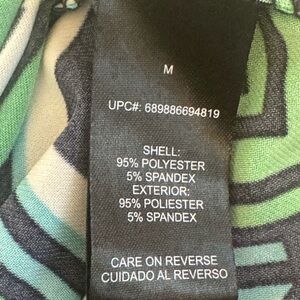 M
UPC#: 689886694819
SHELL:
95% POLYESTER
5% SPANDEX
EXTERIOR:
95% POLIESTER
5% SPANDEX
CARE ON REVERSE
CUIDADO AL REVERSO